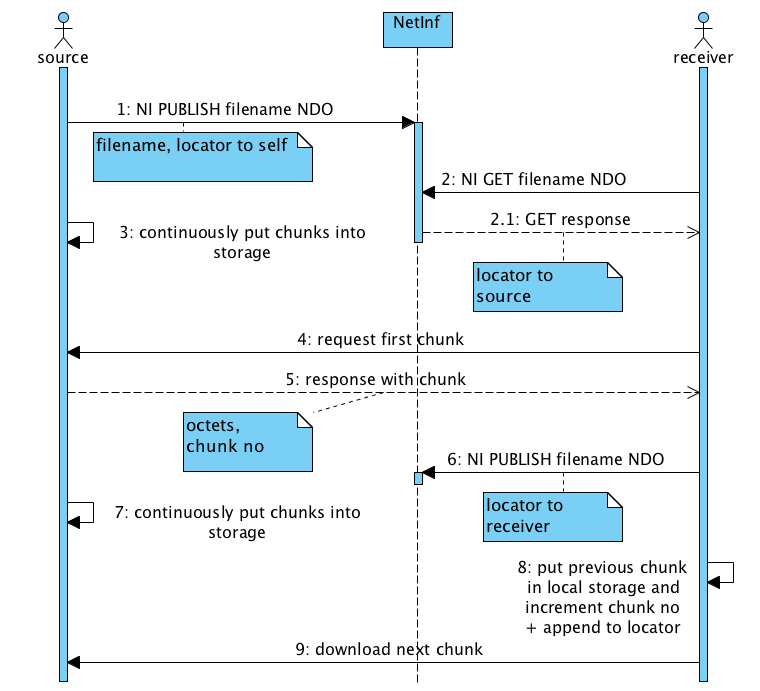 source
NetInf
receiver
1: NI PUBLISH filename NDO
filename, locator to self
2: NI GET filename NDO
2.1: GET response
3: continuously put chunks into
storage
locator to
source
4: request first chunk
5: response with chunk
octets,
chunk no
6: NI PUBLISH filename NDO
locator to
receiver
7: continuously put chunks into
storage
8: put previous chunk
in local storage and
increment chunk no
+ append to locator
9: download next chunk